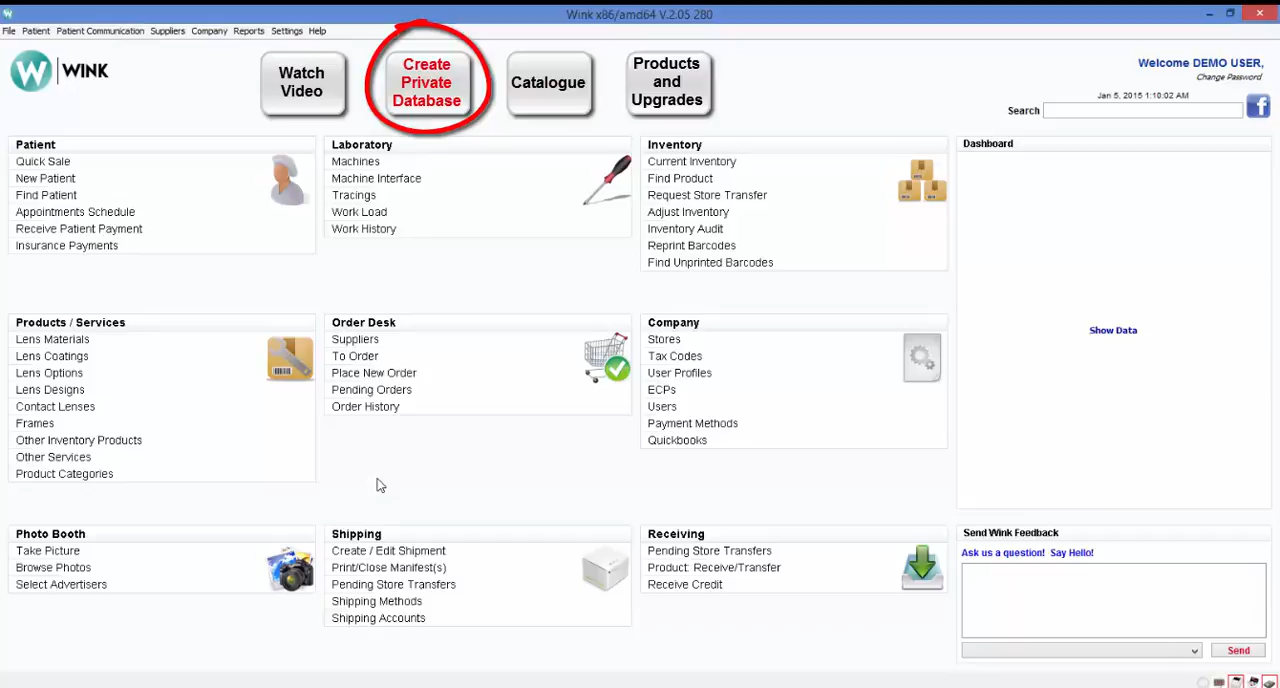 Wink x86/amd64 V.2.05 280
File Patient Patient Communication Suppliers Company Reports Settings Help
W WINK
Watch
Video
Create
Private
Database
Catalogue
Products
and
Upgrades
Welcome DEMO USER,
Change Password
Jan 5, 2015 1:10:02 AM
Search
Patient
Quick Sale
New Patient
Find Patient
Appointments Schedule
Receive Patient Payment
Insurance Payments
Laboratory
Machines
Machine Interface
Tracings
Work Load
Work History
Inventory
Current Inventory
Find Product
Request Store Transfer
Adjust Inventory
Inventory Audit
Reprint Barcodes
Find Unprinted Barcodes
Dashboard
Show Data
Products / Services
Lens Materials
Lens Coatings
Lens Options
Lens Designs
Contact Lenses
Frames
Other Inventory Products
Other Services
Product Categories
Order Desk
Suppliers
To Order
Place New Order
Pending Orders
Order History
Company
Stores
Tax Codes
User Profiles
ECPs
Users
Payment Methods
Quickbooks
Photo Booth
Take Picture
Browse Photos
Select Advertisers
Shipping
Create / Edit Shipment
Print/Close Manifest(s)
Pending Store Transfers
Shipping Methods
Shipping Accounts
Receiving
Pending Store Transfers
Product: Receive/Transfer
Receive Credit
Send Wink Feedback
Ask us a question! Say Hello!
Send